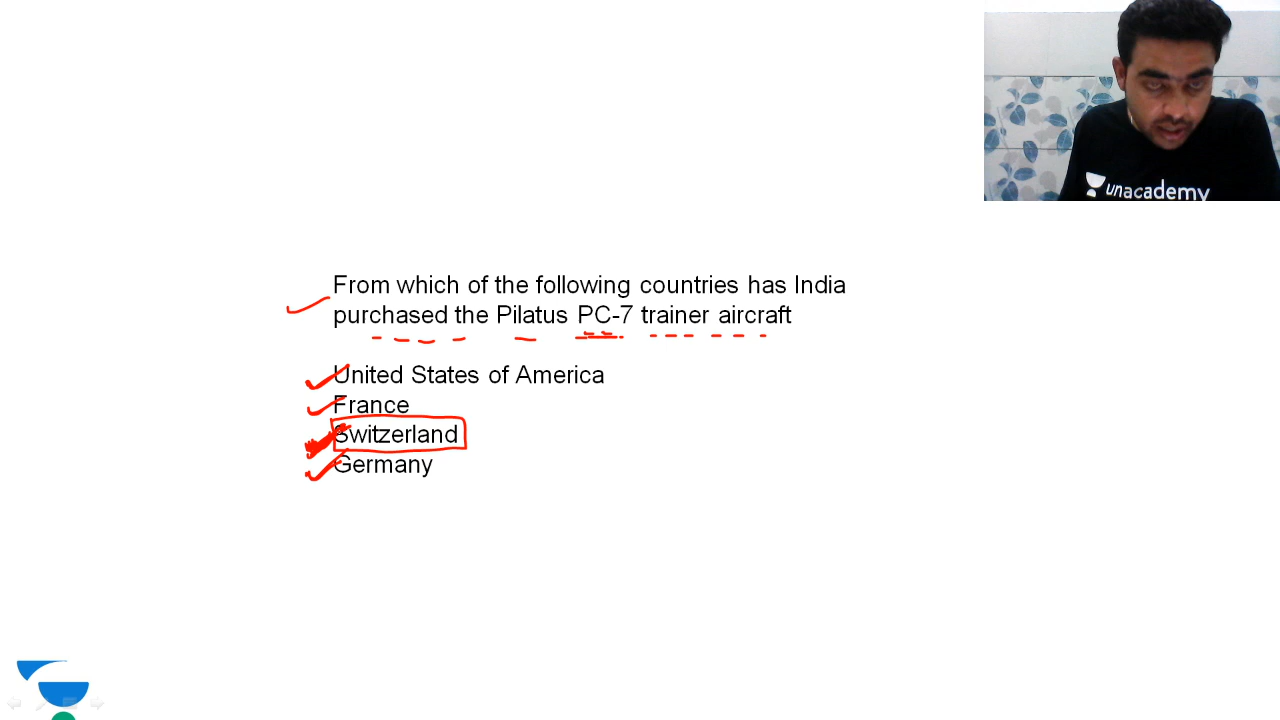 unacademy
From which of the following countries has India
purchased the Pilatus PC-7 trainer aircraft
United States of America
France
Switzerland
Germany